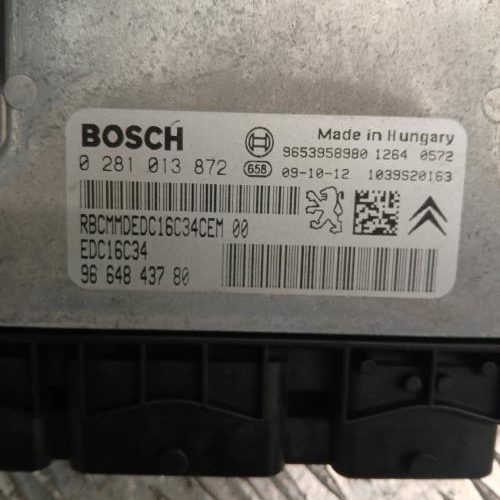 BOSCH
Made in Hungary
0 281 013 872
9653958980 1264 0572
658 09-10-12 1039S20163
RBCMMDEDC16C34CEM 00
EDC16C34
96 648 437 80